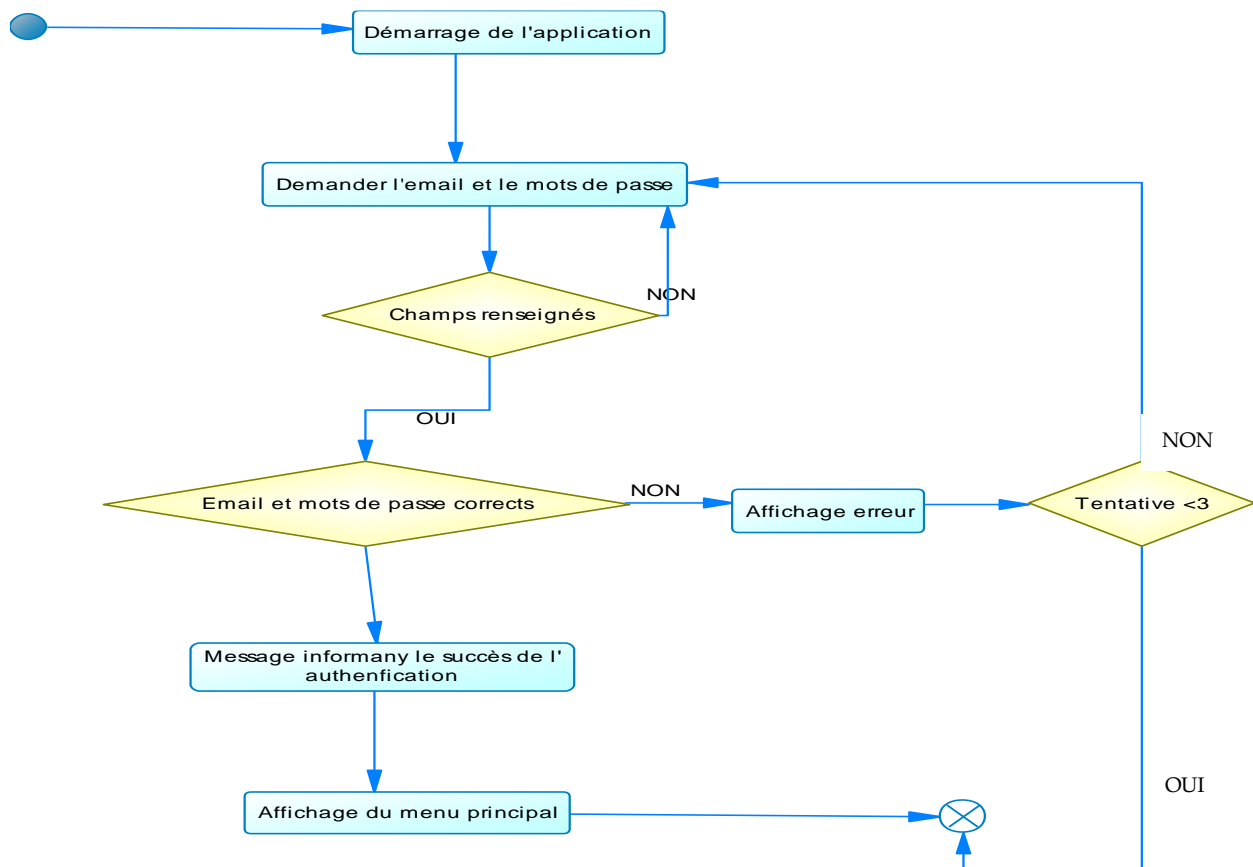 Démarrage de l'application
Demander l'email et le mots de passe
NON
Champs renseignés
OUI
NON
Email et mots de passe corrects
NON
Affichage erreur
Tentative <3
Message informany le succès de l'
authenfication
OUI
Affichage du menu principal